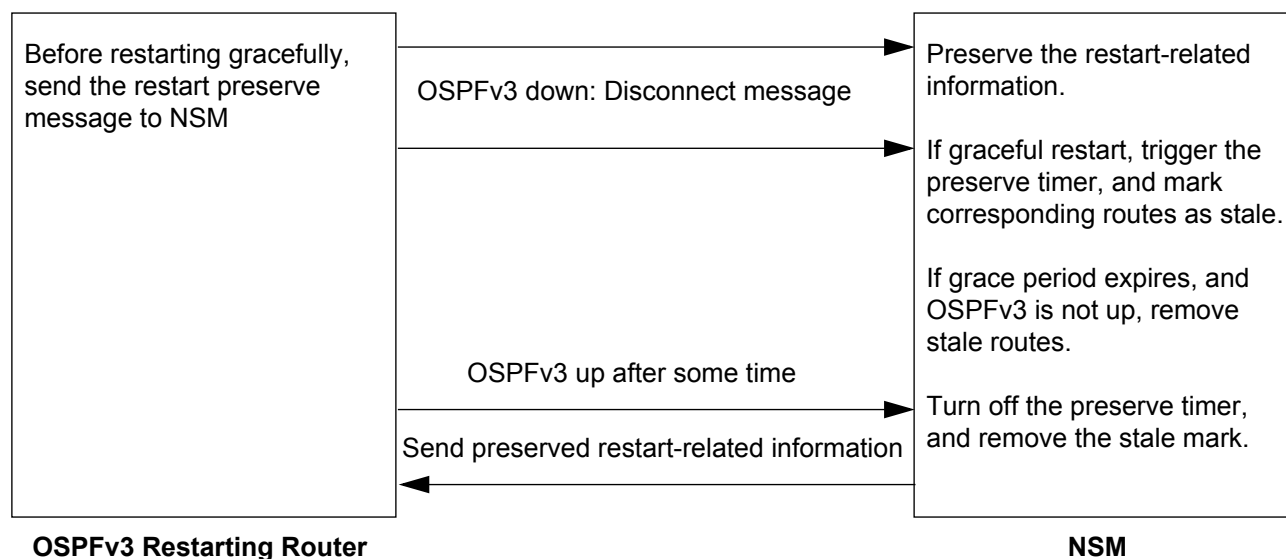 Before restarting gracefully,
send the restart preserve
message to NSM
OSPFv3 down: Disconnect message
OSPFv3 up after some time
Send preserved restart-related information
Preserve the restart-related
information.
If graceful restart, trigger the
preserve timer, and mark
corresponding routes as stale.
If grace period expires, and
OSPFv3 is not up, remove
stale routes.
Turn off the preserve timer,
and remove the stale mark.
OSPFv3 Restarting Router
NSM